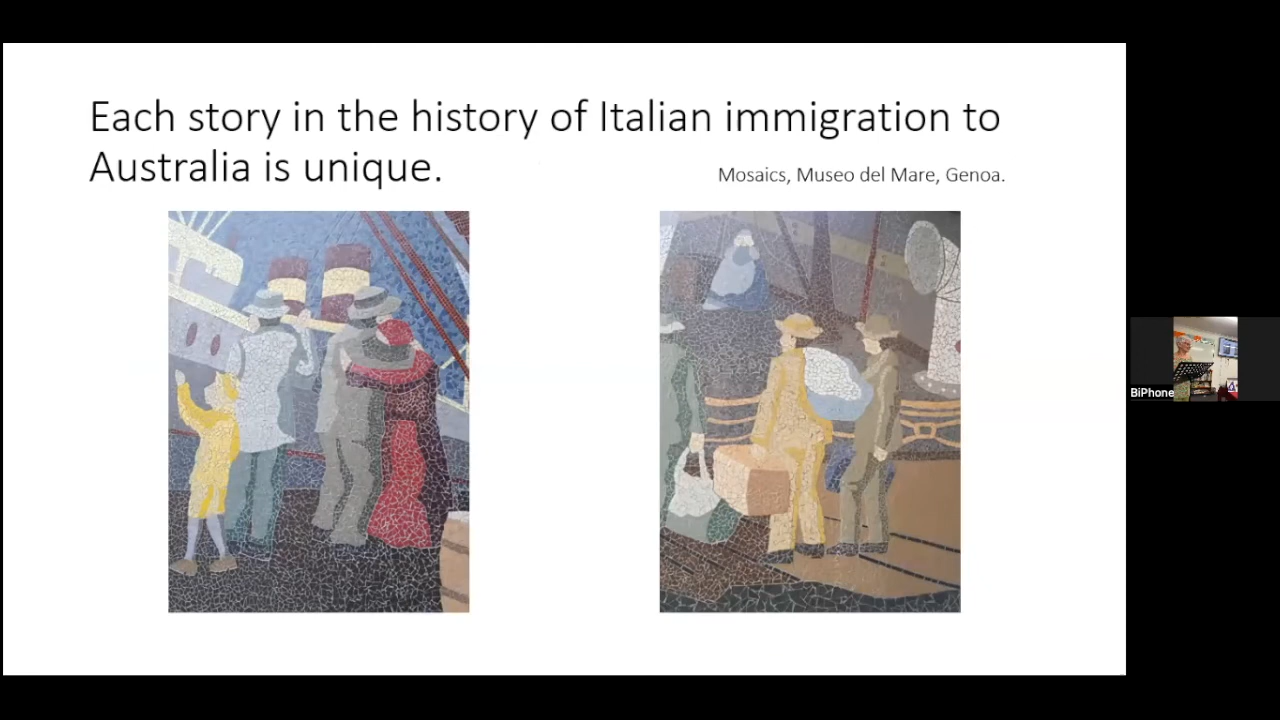 Each story in the history of Italian immigration to
Australia is unique.
Mosaics, Museo del Mare, Genoa.
BiPhone